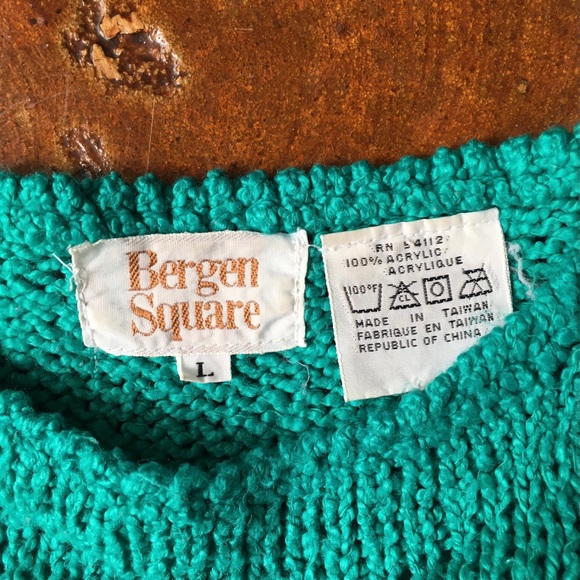 Bergen
Square
L
RN 54112
100% ACRYLIC
ACRYLIQUE
100°F CL
MADE IN TAIWAN
FABRIQUE EN TAIWAN
REPUBLIC OF CHINA